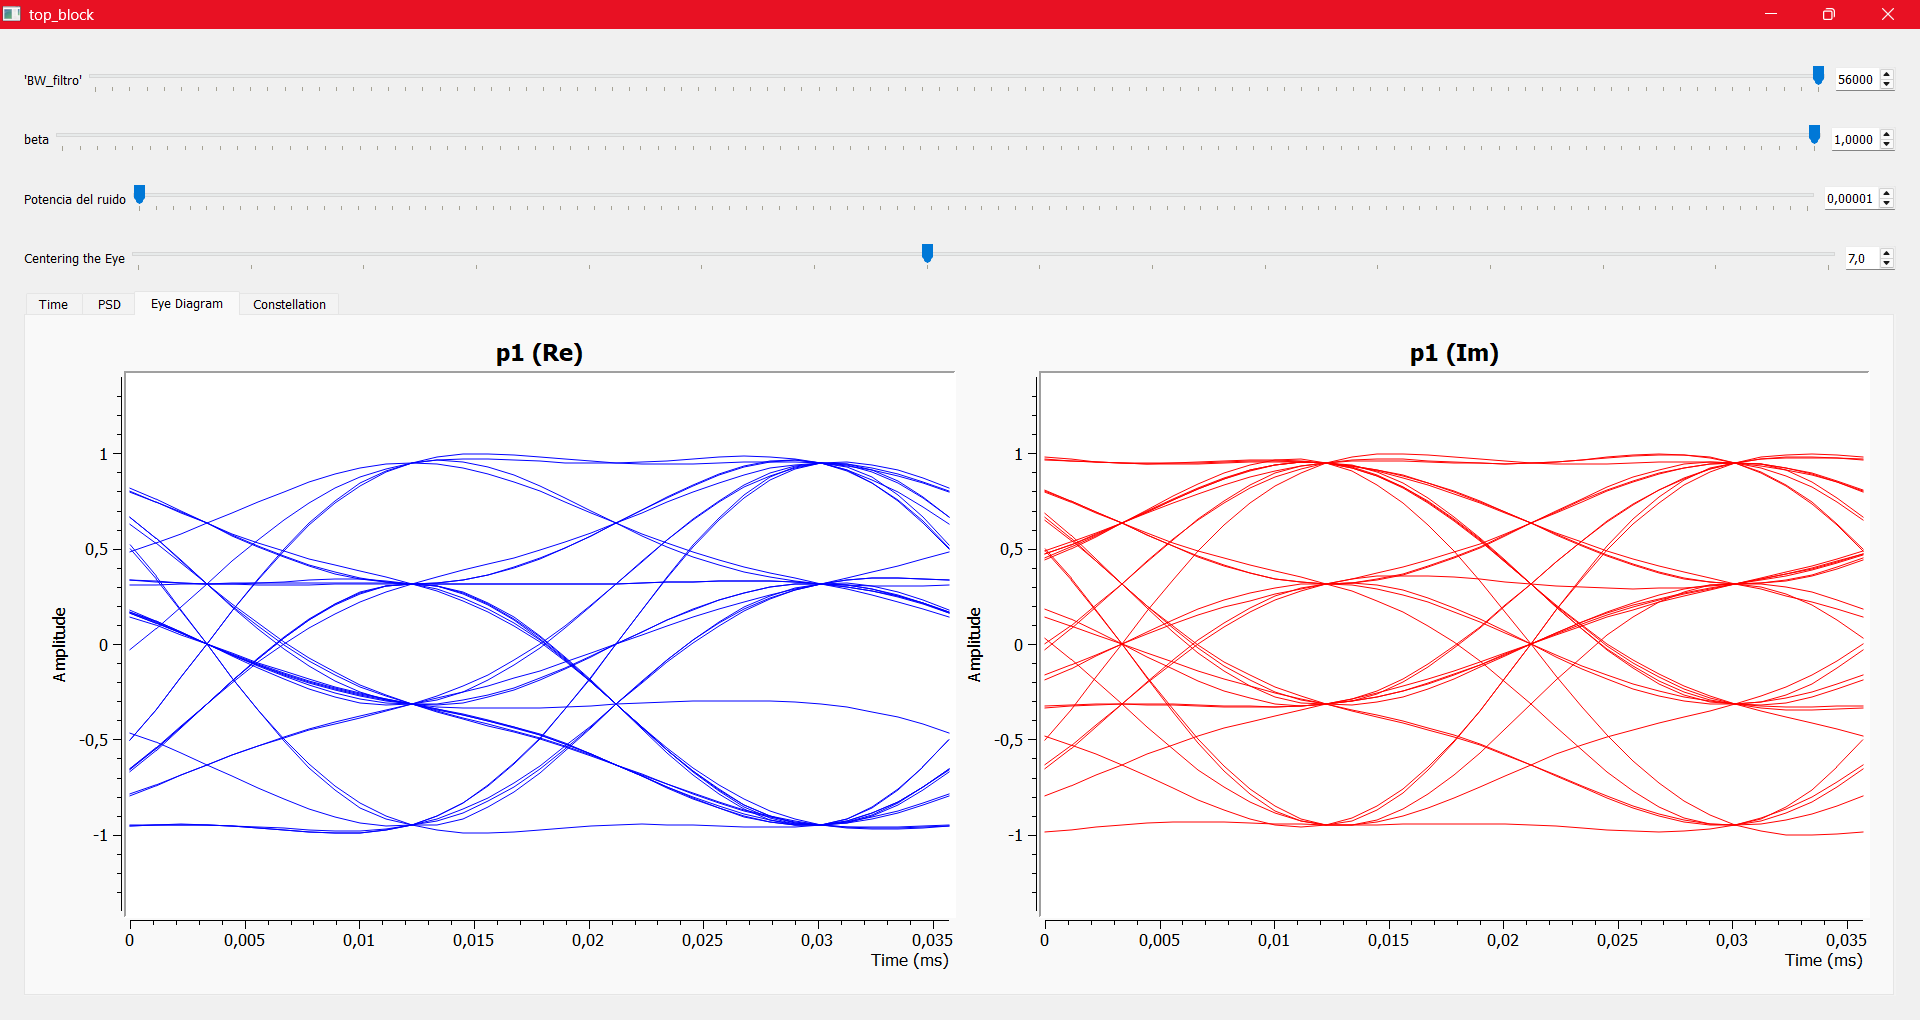 top_block
'BW_filtro' 56000
beta 1,0000
Potencia del ruido 0,00001
Centering the Eye 7,0
Time PSD Eye Diagram Constellation
p1 (Re)
Amplitude
1
0,5
0
-0,5
-1
0 0,005 0,01 0,015 0,02 0,025 0,03 0,035
Time (ms)
p1 (Im)
Amplitude
1
0,5
0
-0,5
-1
0 0,005 0,01 0,015 0,02 0,025 0,03 0,035
Time (ms)